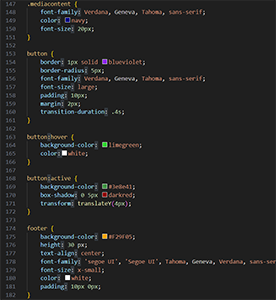 147 .mediacontent {
148 font-family: Verdana, Geneva, Tahoma, sans-serif;
149 color: navy;
150 font-size: 20px;
151 }
153
154 button {
155 border: 1px solid blueviolet;
156 border-radius: 5px;
157 font-family: Verdana, Geneva, Tahoma, sans-serif;
158 font-size: large;
159 padding: 10px;
160 margin: 2px;
161 transition-duration: .4s;
162 }
163
164 button:hover {
165 background-color: limegreen;
166 color: white;
167 }
168
169 button:active {
170 background-color: #3e8e41;
171 box-shadow: 0 5px darkred;
172 transform: translateY(4px);
173 }
174
175 footer {
176 background-color: #F29F05;
177 height: 30 px;
178 text-align: center;
179 font-family: 'segoe UI', 'Segoe UI', Tahoma, Geneva, Verdana, sans-serif;
180 font-size: x-small;
181 color: white;
182 padding: 10px 0px;